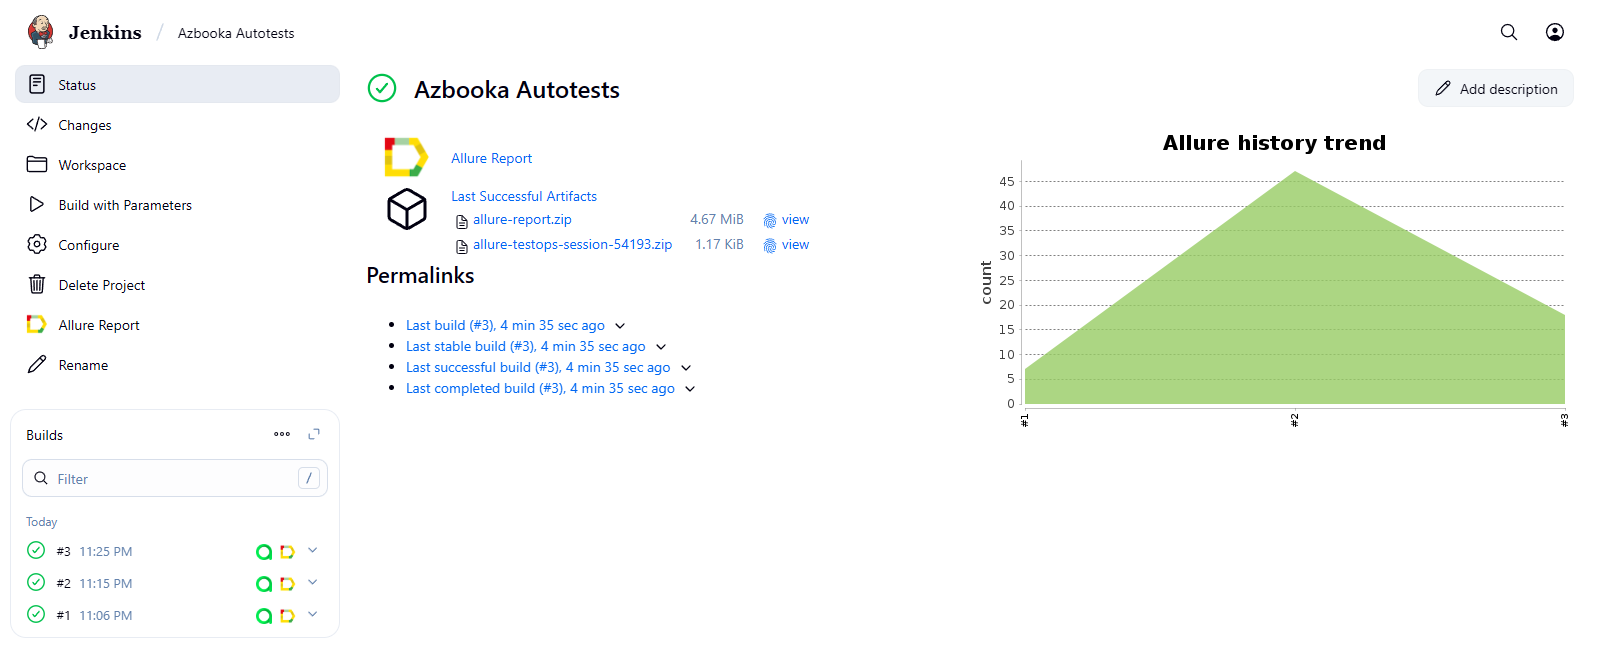 Jenkins / Azbooka Autotests
Status
Changes
Workspace
Build with Parameters
Configure
Delete Project
Allure Report
Rename
Builds
Filter /
Today
#3 11:25 PM
#2 11:15 PM
#1 11:06 PM
Azbooka Autotests
Add description
Allure Report
Last Successful Artifacts
allure-report.zip 4.67 MiB view
allure-testops-session-54193.zip 1.17 KiB view
Permalinks
Last build (#3), 4 min 35 sec ago
Last stable build (#3), 4 min 35 sec ago
Last successful build (#3), 4 min 35 sec ago
Last completed build (#3), 4 min 35 sec ago
Allure history trend
count
45
40
35
30
25
20
15
10
5
0
#1
#2
#3